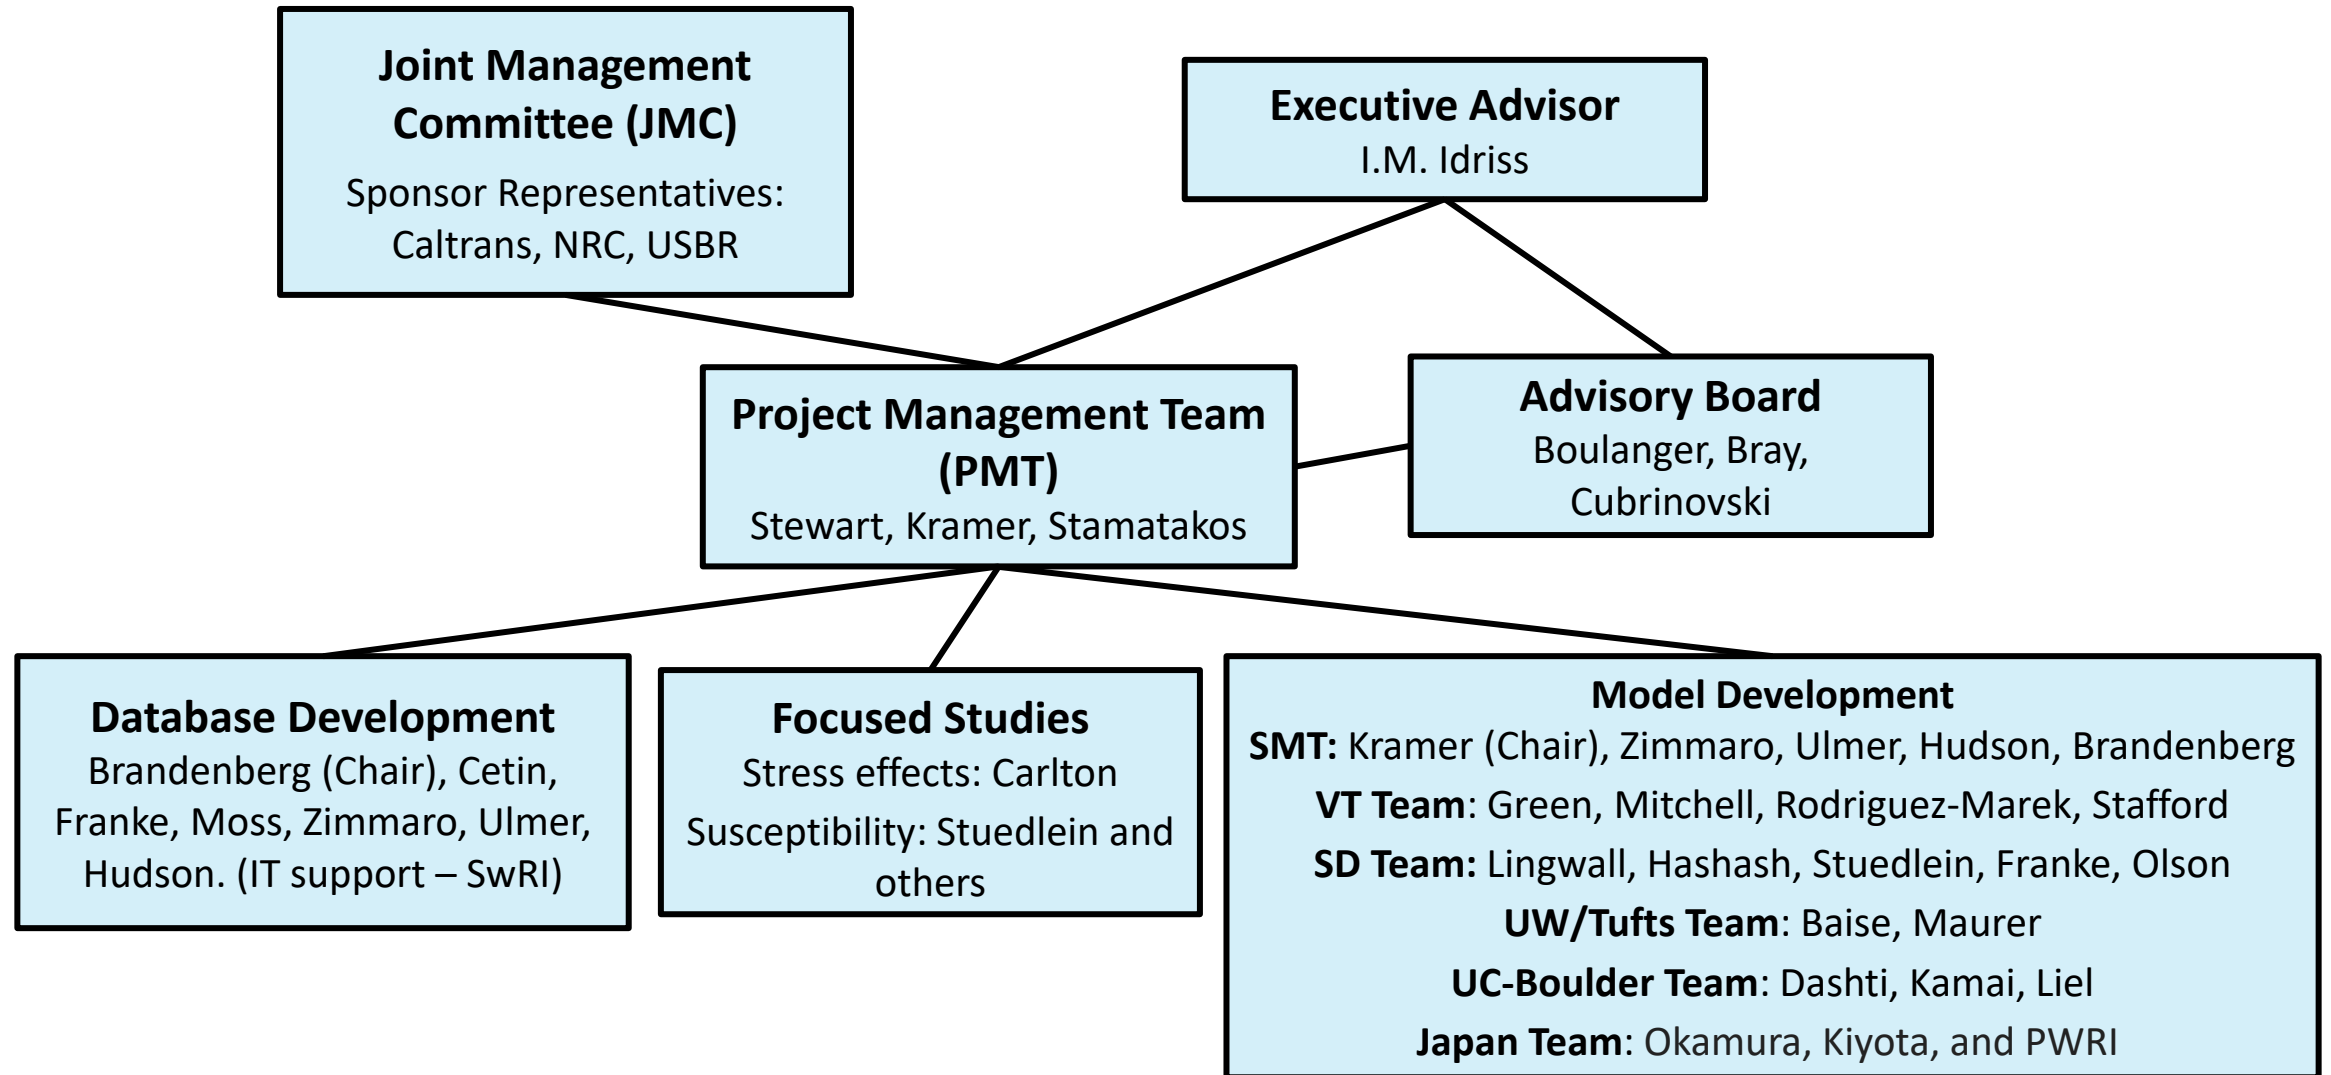 Joint Management
Committee (JMC)
Sponsor Representatives:
Caltrans, NRC, USBR
Executive Advisor
I.M. Idriss
Project Management Team
(PMT)
Stewart, Kramer, Stamatakos
Advisory Board
Boulanger, Bray,
Cubrinovski
Database Development
Brandenberg (Chair), Cetin,
Franke, Moss, Zimmaro, Ulmer,
Hudson. (IT support – SwRI)
Focused Studies
Stress effects: Carlton
Susceptibility: Stuedlein and
others
Model Development
SMT: Kramer (Chair), Zimmaro, Ulmer, Hudson, Brandenberg
VT Team: Green, Mitchell, Rodriguez-Marek, Stafford
SD Team: Lingwall, Hashash, Stuedlein, Franke, Olson
UW/Tufts Team: Baise, Maurer
UC-Boulder Team: Dashti, Kamai, Liel
Japan Team: Okamura, Kiyota, and PWRI